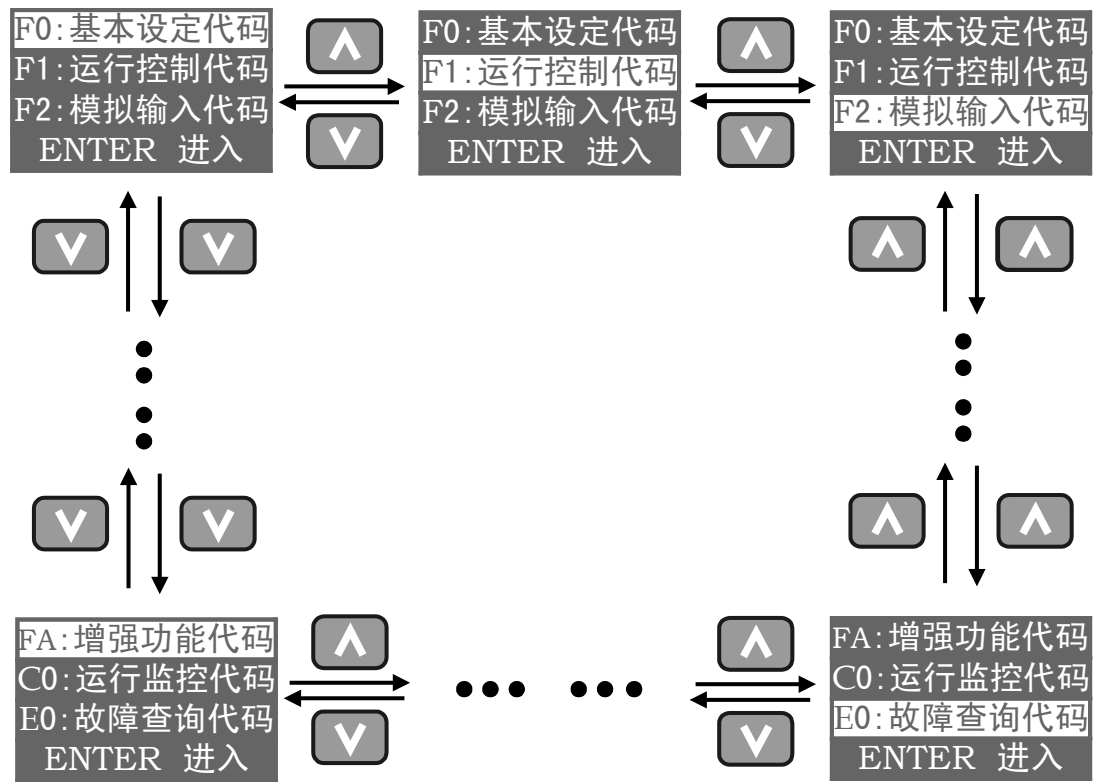 F0:基本设定代码
F1:运行控制代码
F2:模拟输入代码
ENTER 进入
F0:基本设定代码
F1:运行控制代码
F2:模拟输入代码
ENTER 进入
F0:基本设定代码
F1:运行控制代码
F2:模拟输入代码
ENTER 进入
FA:增强功能代码
C0:运行监控代码
E0:故障查询代码
ENTER 进入
FA:增强功能代码
C0:运行监控代码
E0:故障查询代码
ENTER 进入